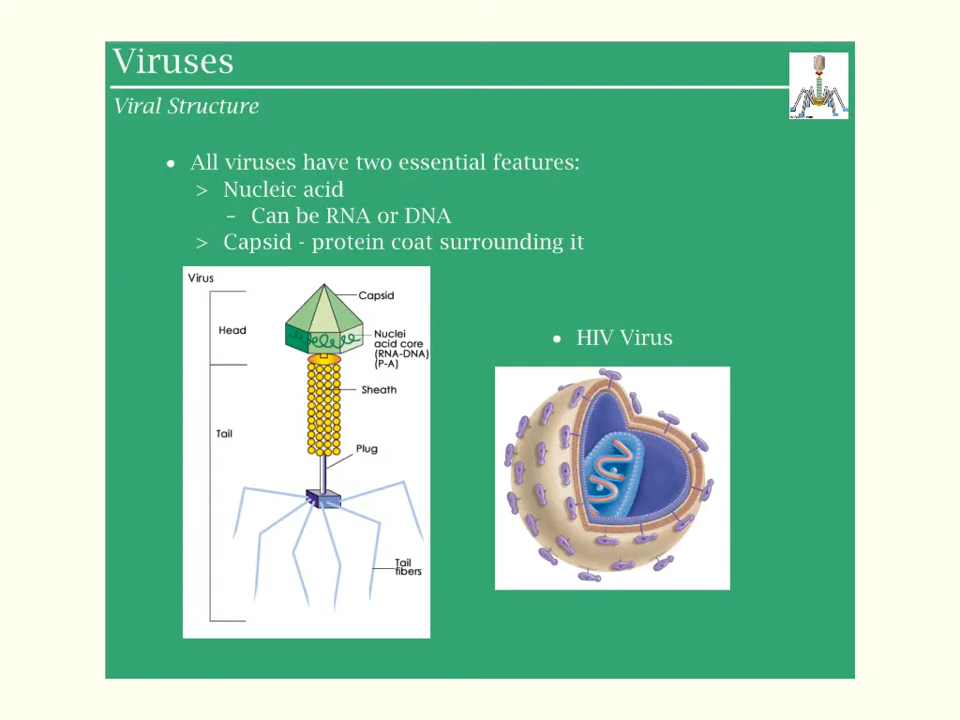 Viruses
Viral Structure
• All viruses have two essential features:
> Nucleic acid
– Can be RNA or DNA
> Capsid - protein coat surrounding it
Virus
Capsid
Head
Nuclei
acid core
(RNA-DNA)
(P-A)
Sheath
Tail
Plug
Tail
fibers
• HIV Virus